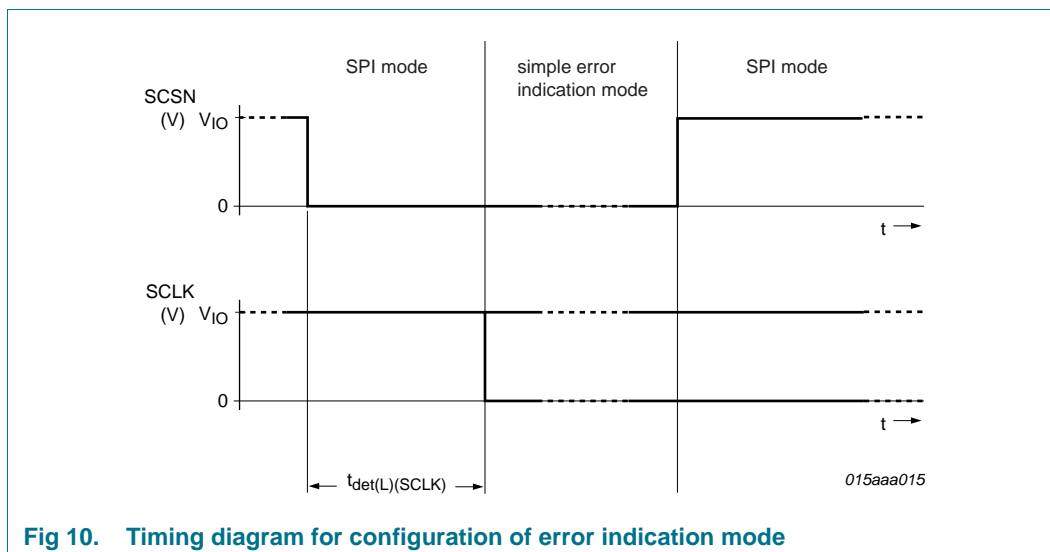 SPI mode
simple error
indication mode
SPI mode
SCSN
(V) VIO
0
t
SCLK
(V) VIO
0
t
tdet(L)(SCLK)
015aaa015
Fig 10. Timing diagram for configuration of error indication mode